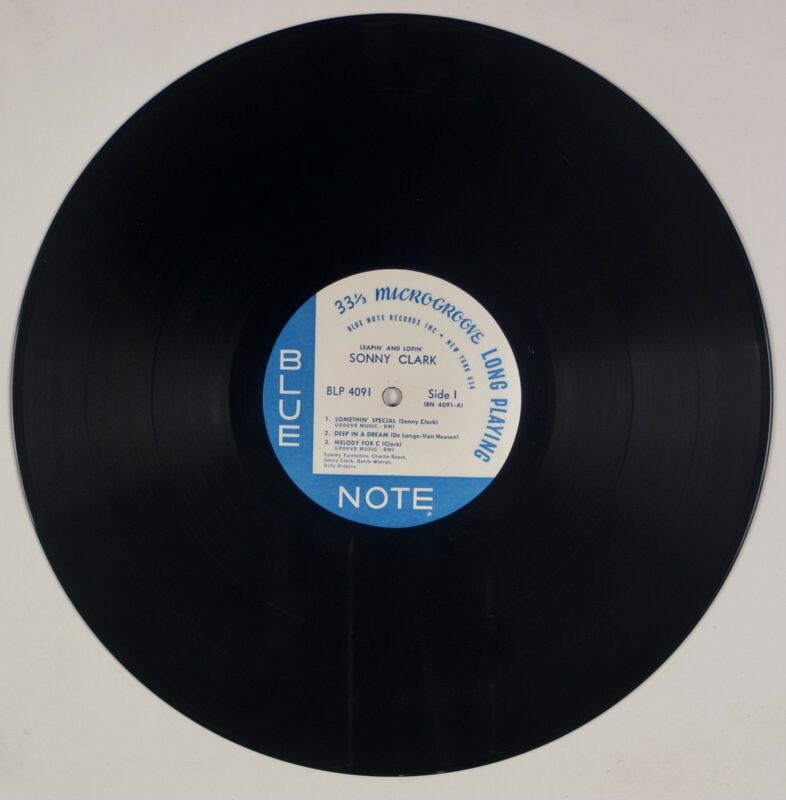 33⅓ MICROGROOVE LONG PLAYING
BLUE NOTE RECORDS INC • NEW YORK USA
LEAPIN' AND LOPIN'
SONNY CLARK
BLP 4091
Side 1
(BN 4091-A)
1. SOMETHIN' SPECIAL (Sonny Clark)
GROOVE MUSIC - BMI
2. DEEP IN A DREAM (De Lange-Van Heusen)
3. MELODY FOR C (Clark)
GROOVE MUSIC - BMI
Tommy Turrentine, Charlie Rouse,
Sonny Clark, Butch Warren,
Billy Higgins.
BLUE
NOTE®